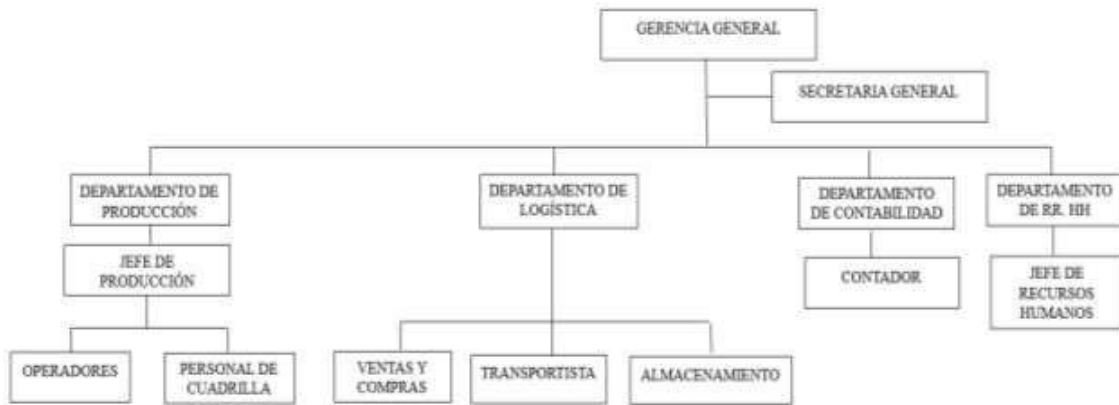 GERENCIA GENERAL
SECRETARIA GENERAL
DEPARTAMENTO DE
PRODUCCIÓN
DEPARTAMENTO DE
LOGÍSTICA
DEPARTAMENTO
DE CONTABILIDAD
DEPARTAMENTO
DE RR. HH
JEFE DE
PRODUCCIÓN
CONTADOR
JEFE DE
RECURSOS
HUMANOS
OPERADORES
PERSONAL DE
CUADRILLA
VENTAS Y
COMPRAS
TRANSPORTISTA
ALMACENAMIENTO